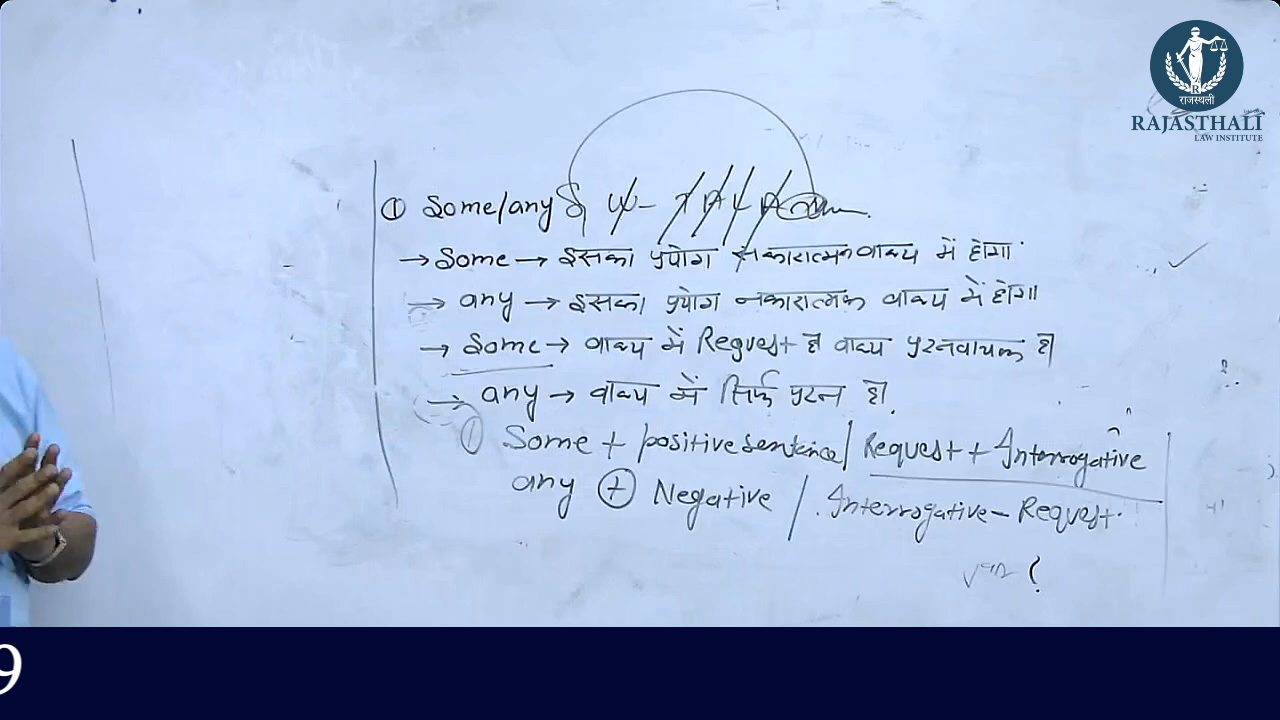 राजस्थली
RAJASTHALI
LAW INSTITUTE
① Some/any
→ Some → इसका प्रयोग सकारात्मक वाक्य में होगा
→ any → इसका प्रयोग नकारात्मक वाक्य में होगा
→ Some → वाक्य में Request हो वाक्य प्रश्नवाचक हो
→ any → वाक्य में सिर्फ प्रश्न हो.
① Some + positive sentence / Request + Interrogative
any ⊕ Negative / Interrogative - Request.
9